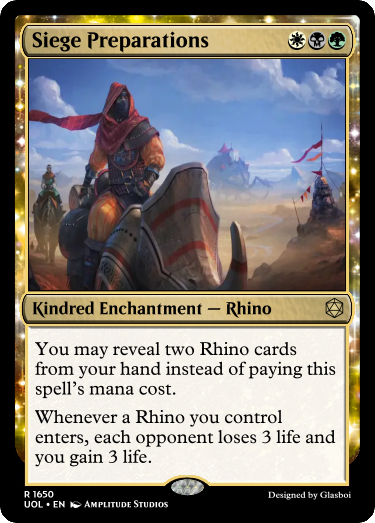 Siege Preparations
Kindred Enchantment — Rhino
You may reveal two Rhino cards
from your hand instead of paying this
spell's mana cost.
Whenever a Rhino you control
enters, each opponent loses 3 life and
you gain 3 life.
R 1650
UOL • EN Amplitude Studios
Designed by Glasboi